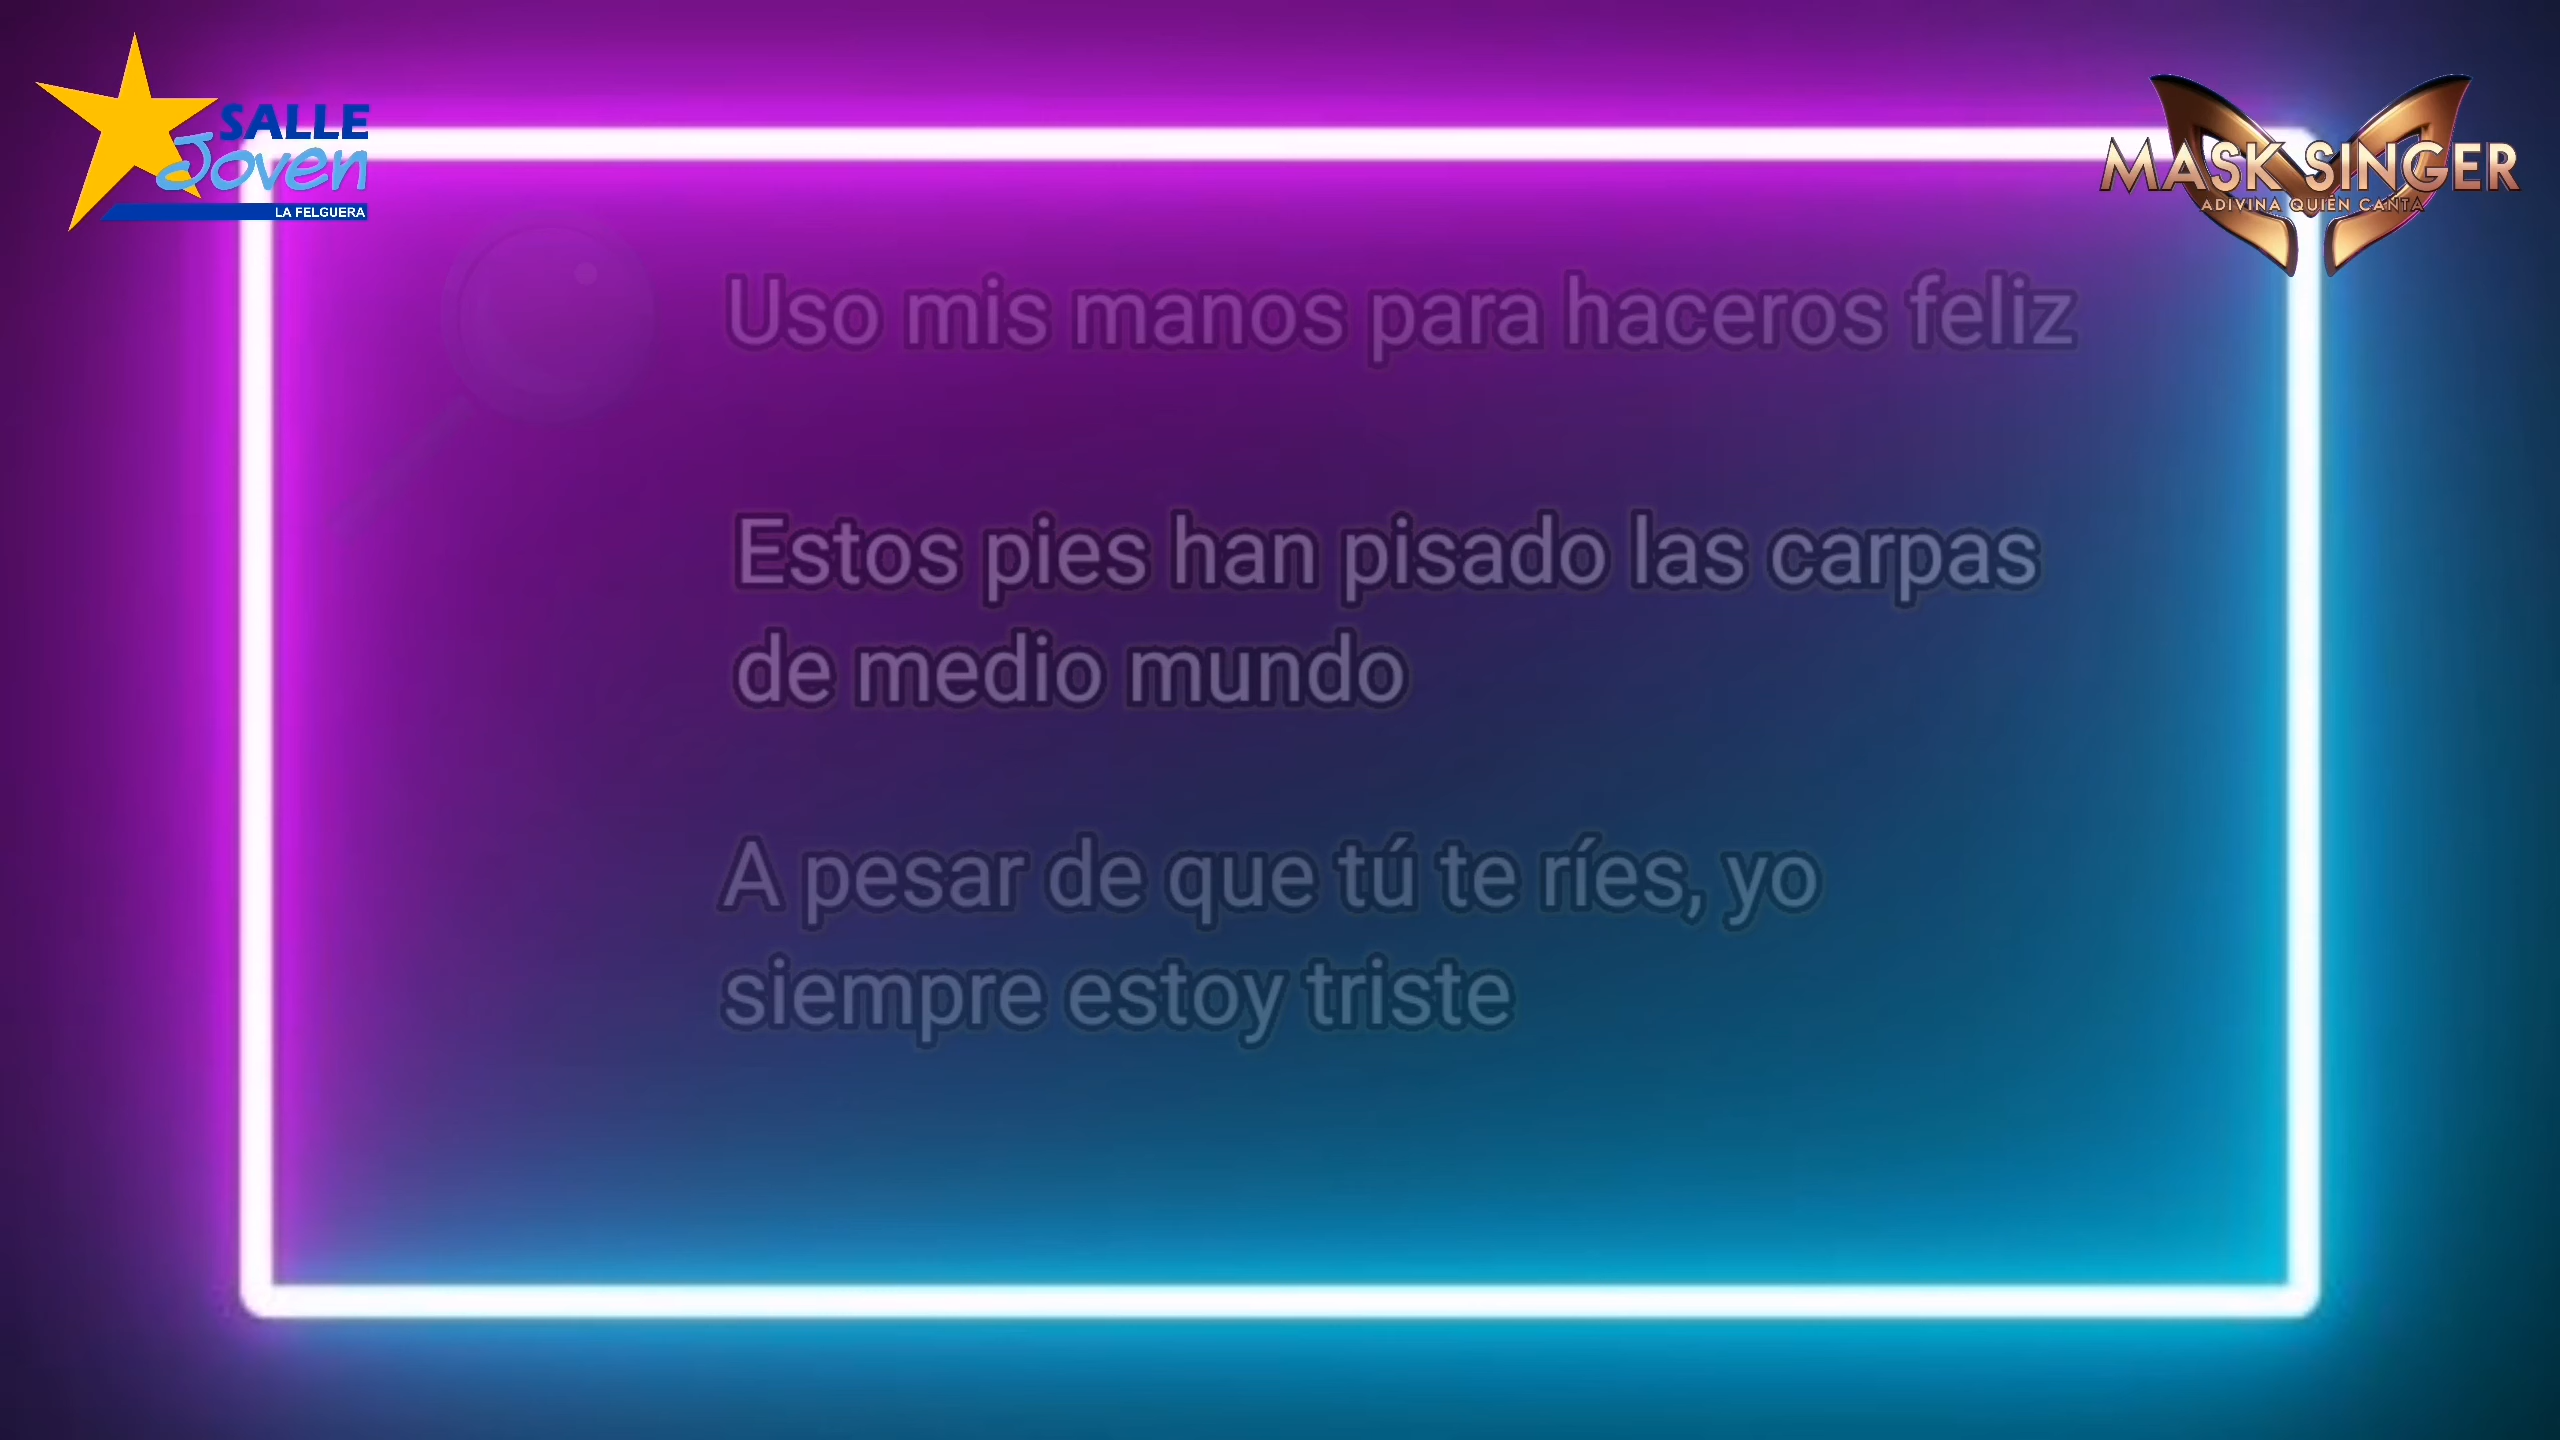 SALLE
Joven
LA FELGUERA
MASK SINGER
ADIVINA QUIÉN CANTA
Uso mis manos para haceros feliz
Estos pies han pisado las carpas
de medio mundo
A pesar de que tú te ríes, yo
siempre estoy triste